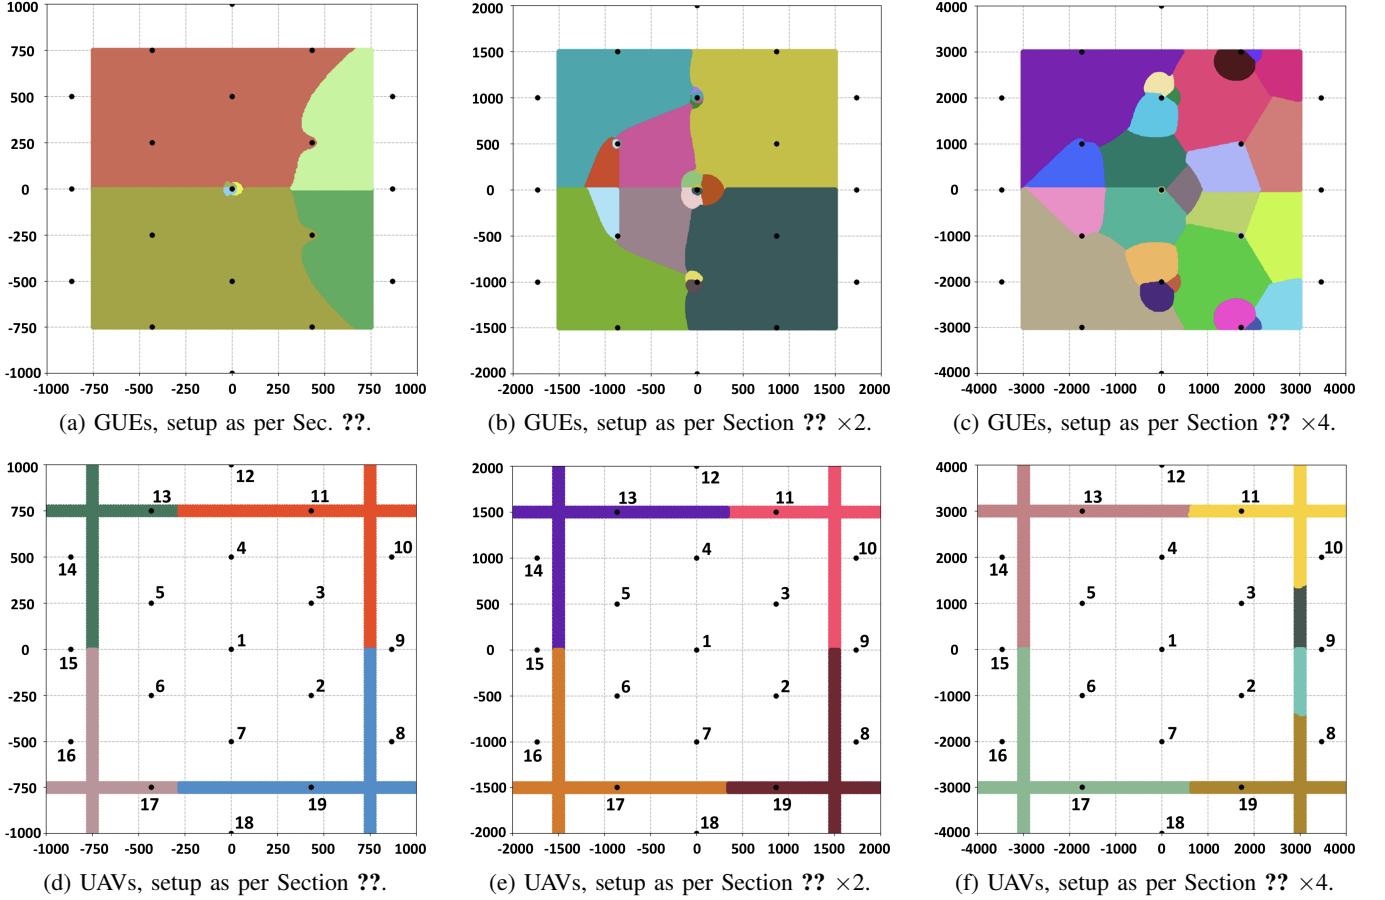 1000
750
500
250
0
-250
-500
-750
-1000
-1000 -750 -500 -250 0 250 500 750 1000
(a) GUEs, setup as per Sec. ??.
2000
1500
1000
500
0
-500
-1000
-1500
-2000
-2000 -1500 -1000 -500 0 500 1000 1500 2000
(b) GUEs, setup as per Section ?? ×2.
4000
3000
2000
1000
0
-1000
-2000
-3000
-4000
-4000 -3000 -2000 -1000 0 1000 2000 3000 4000
(c) GUEs, setup as per Section ?? ×4.
1000 12
750 13 11
500 14 4 10
250 5 3
0 15 1 9
-250 6 2
-500 16 7 8
-750 17 19
-1000 18
-1000 -750 -500 -250 0 250 500 750 1000
(d) UAVs, setup as per Section ??.
2000 12
1500 13 11
1000 14 4 10
500 5 3
0 15 1 9
-500 6 2
-1000 16 7 8
-1500 17 19
-2000 18
-2000 -1500 -1000 -500 0 500 1000 1500 2000
(e) UAVs, setup as per Section ?? ×2.
4000 12
3000 13 11
2000 14 4 10
1000 5 3
0 15 1 9
-1000 6 2
-2000 16 7 8
-3000 17 19
-4000 18
-4000 -3000 -2000 -1000 0 1000 2000 3000 4000
(f) UAVs, setup as per Section ?? ×4.